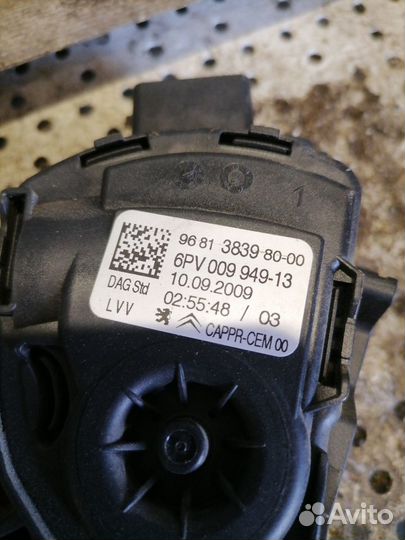 1
96 81 3839 80-00
6PV 009 949-13
10.09.2009
DAG Std
02:55:48 / 03
LVV
CAPPR-CEM 00
Avito